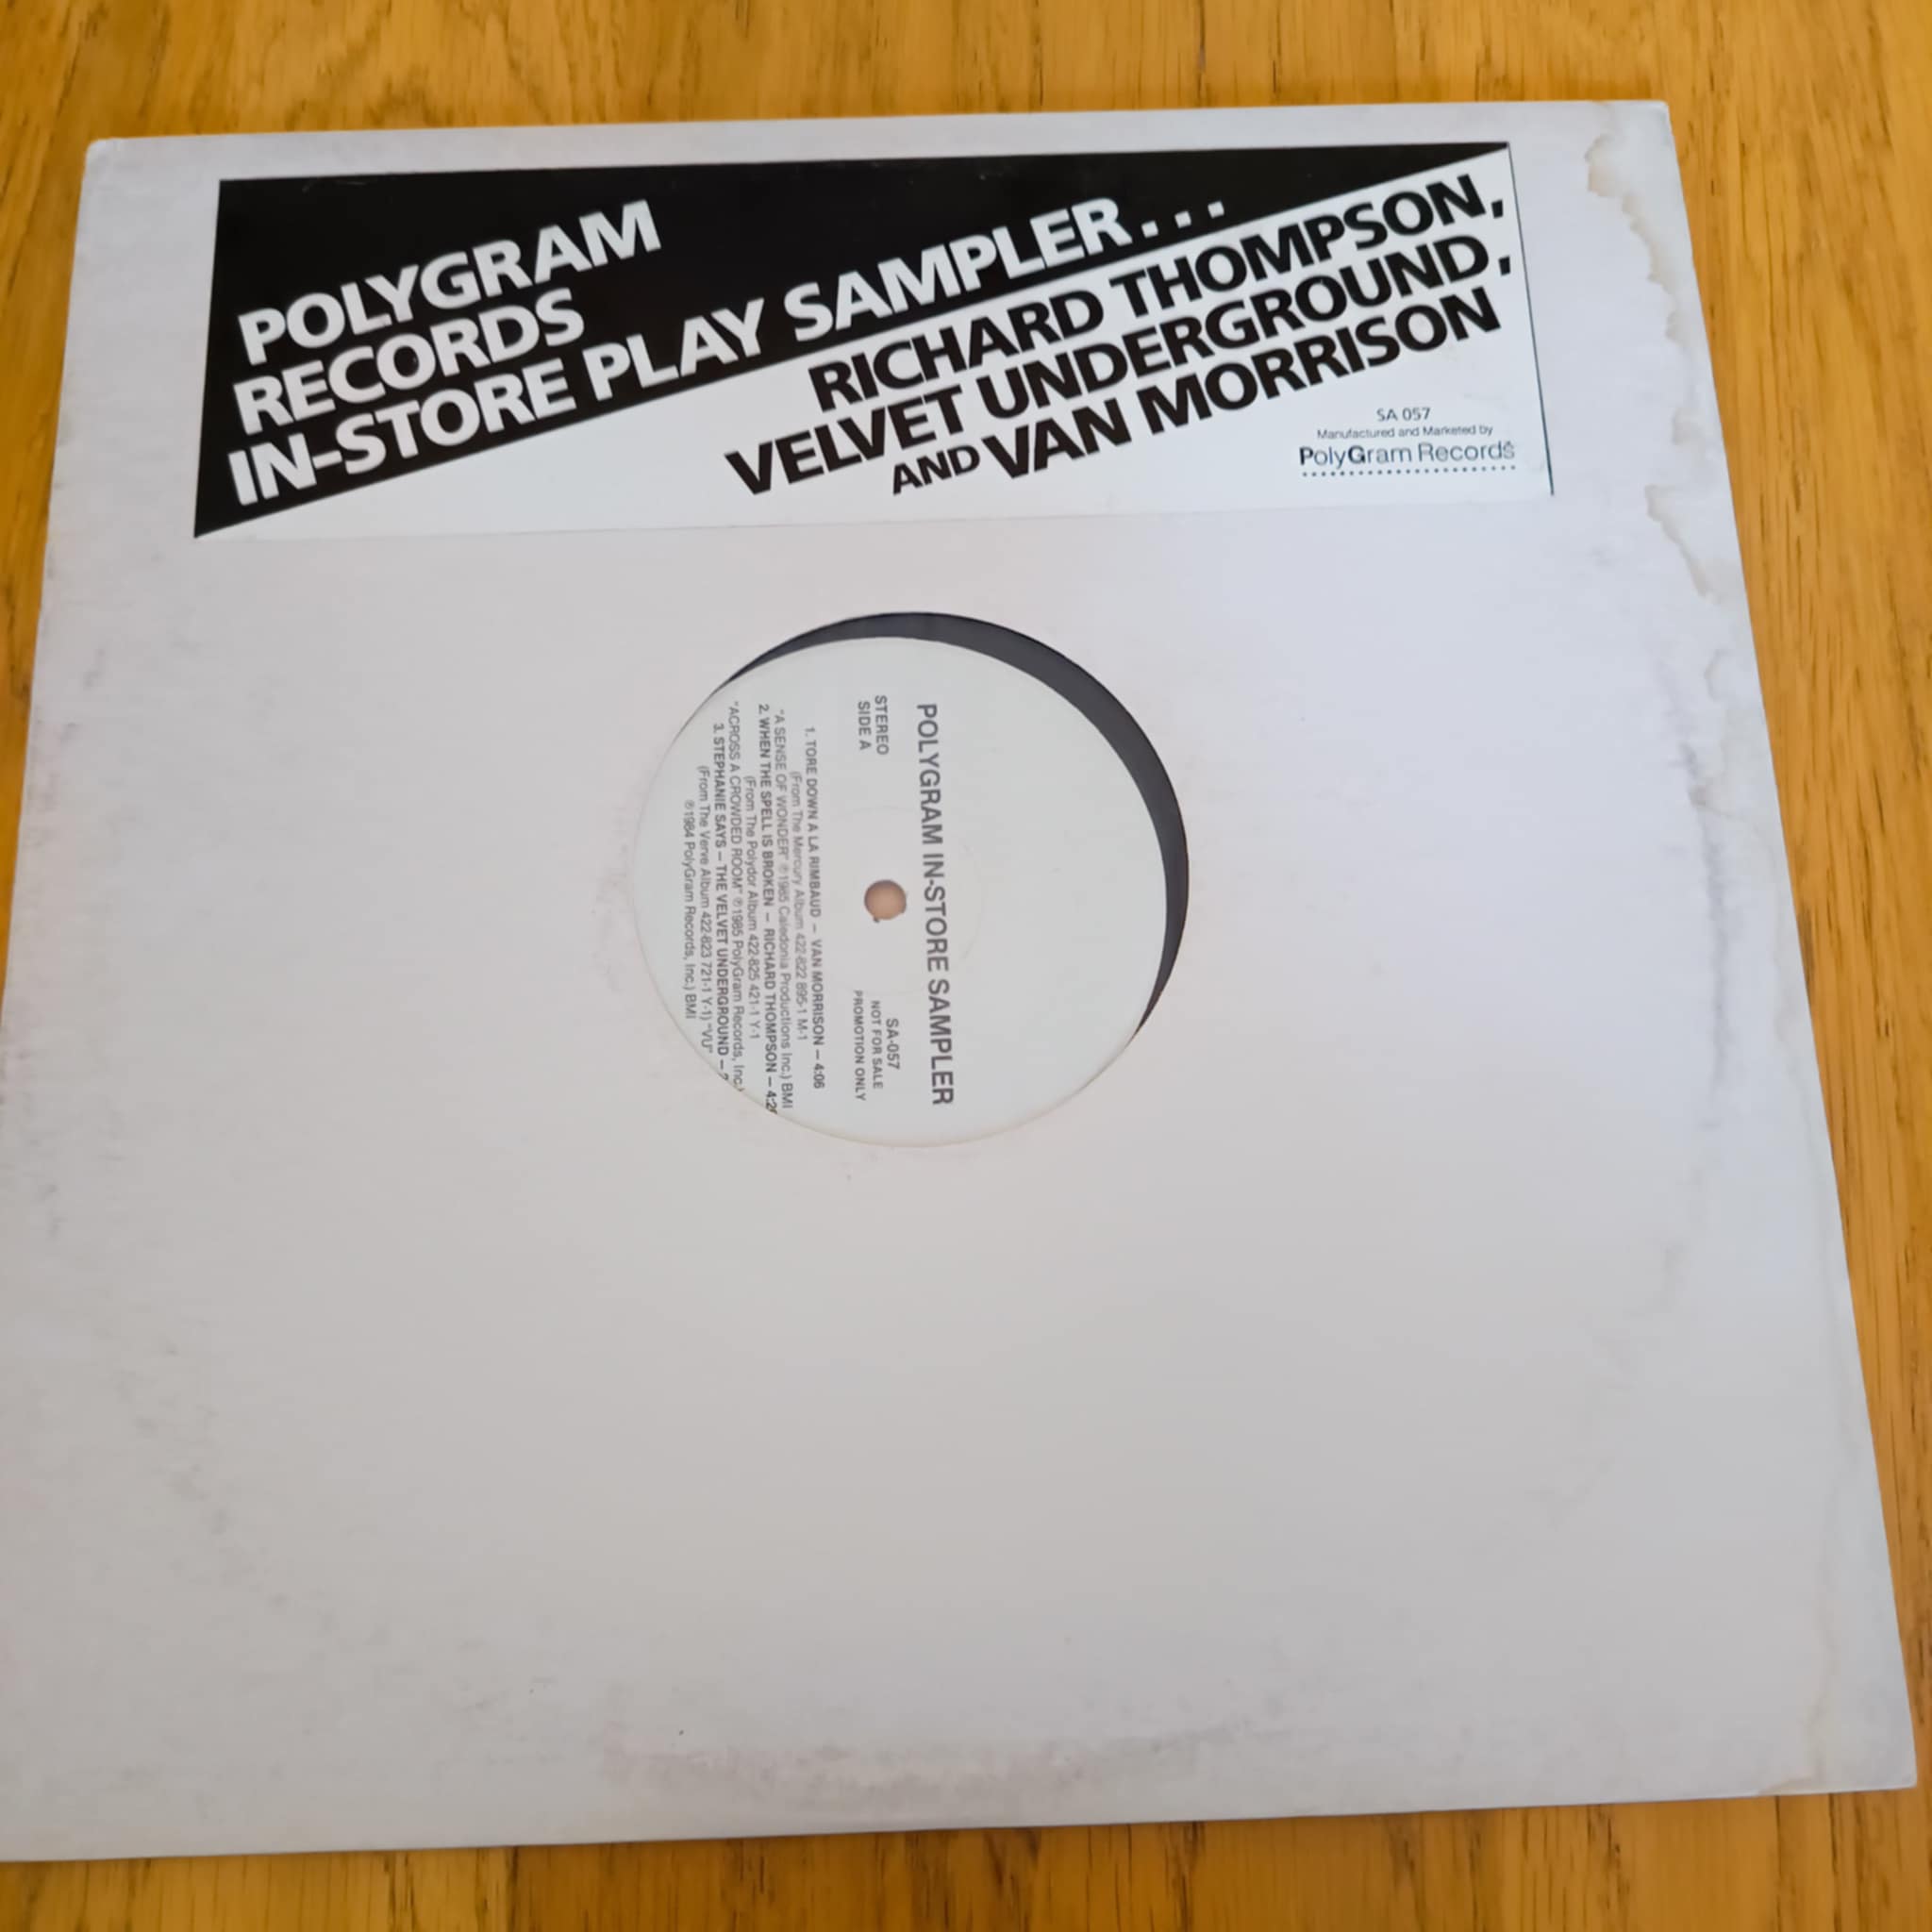 POLYGRAM
RECORDS
IN-STORE PLAY SAMPLER...
RICHARD THOMPSON,
VELVET UNDERGROUND,
AND VAN MORRISON
SA 057
Manufactured and Marketed by
PolyGram Records
POLYGRAM IN-STORE SAMPLER
STEREO
SIDE A
SA-057
NOT FOR SALE
PROMOTION ONLY
1. TORE DOWN A LA RIMBAUD – VAN MORRISON – 4:06
(From The Mercury Album 422-822 895-1 M-1
"A SENSE OF WONDER" ℗1985 Caledonia Productions Inc.) BMI
2. WHEN THE SPELL IS BROKEN – RICHARD THOMPSON –
(From The Polydor Album 422-825 421-1 Y-1
"ACROSS A CROWDED ROOM" ℗1985 PolyGram Records, Inc.
3. STEPHANIE SAYS – THE VELVET UNDERGROUND –
(From The Verve Album 422-823 721-1 Y-1) "VU"
℗1984 PolyGram Records, Inc.) BMI